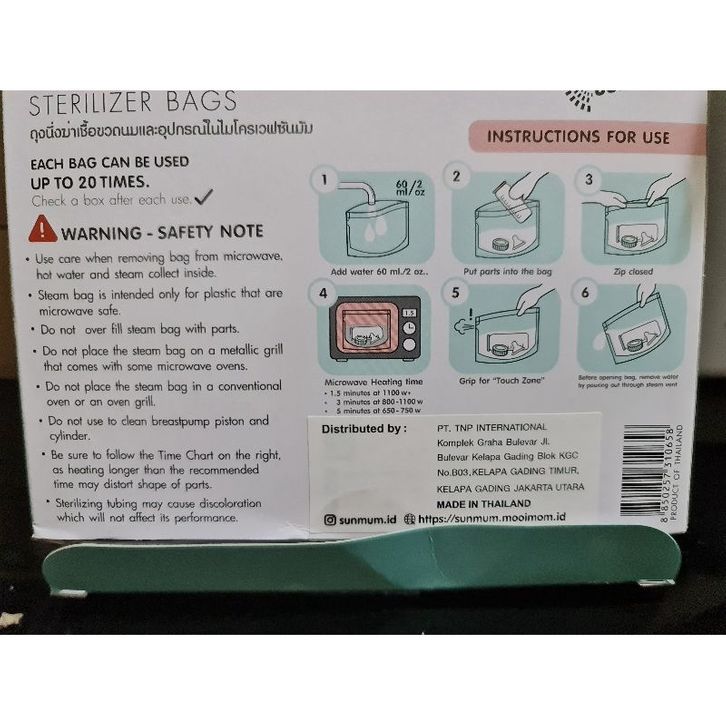 STERILIZER BAGS
ถุงนึ่งฆ่าเชื้อขวดนมและอุปกรณ์ในไมโครเวฟซันมัม
EACH BAG CAN BE USED
UP TO 20 TIMES.
Check a box after each use.
WARNING - SAFETY NOTE
• Use care when removing bag from microwave,
hot water and steam collect inside.
• Steam bag is intended only for plastic that are
microwave safe.
• Do not over fill steam bag with parts.
• Do not place the steam bag on a metallic grill
that comes with some microwave ovens.
• Do not place the steam bag in a conventional
oven or an oven grill.
• Do not use to clean breastpump piston and
cylinder.
• Be sure to follow the Time Chart on the right,
as heating longer than the recommended
time may distort shape of parts.
• Sterilizing tubing may cause discoloration
which will not affect its performance.
INSTRUCTIONS FOR USE
1
60/2
ml/oz
Add water 60 ml./2 oz..
2
Put parts into the bag
3
Zip closed
4
1.5
Microwave Heating time
• 1.5 minutes at 1100 w+
• 3 minutes at 800-1100 w
• 5 minutes at 650-750 w
5
Grip for "Touch Zone"
6
Before opening bag, remove water
by pouring out through steam vent
Distributed by :
PT. TNP INTERNATIONAL
Komplek Graha Bulevar Jl.
Bulevar Kelapa Gading Blok KGC
No.B03,KELAPA GADING TIMUR,
KELAPA GADING JAKARTA UTARA
MADE IN THAILAND
sunmum.id https://sunmum.mooimom.id
8 850257 310658
PRODUCT OF THAILAND